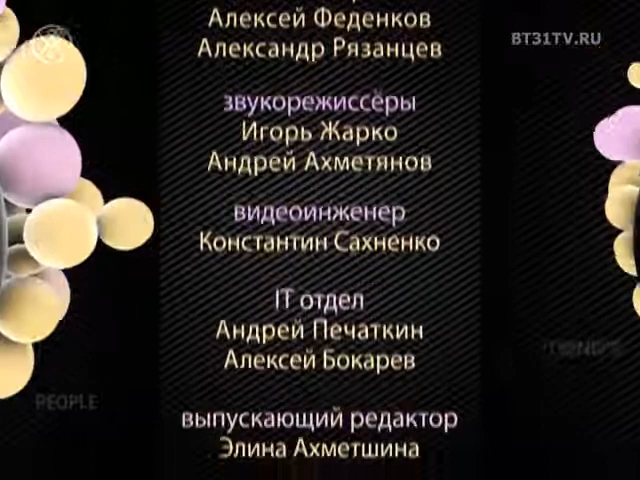 Алексей Феденков
BT31TV.RU
Александр Рязанцев
звукорежиссёры
Игорь Жарко
Андрей Ахметянов
видеоинженер
Константин Сахненко
IT отдел
Андрей Печаткин
Алексей Бокарев
PEOPLE
выпускающий редактор
Элина Ахметшина